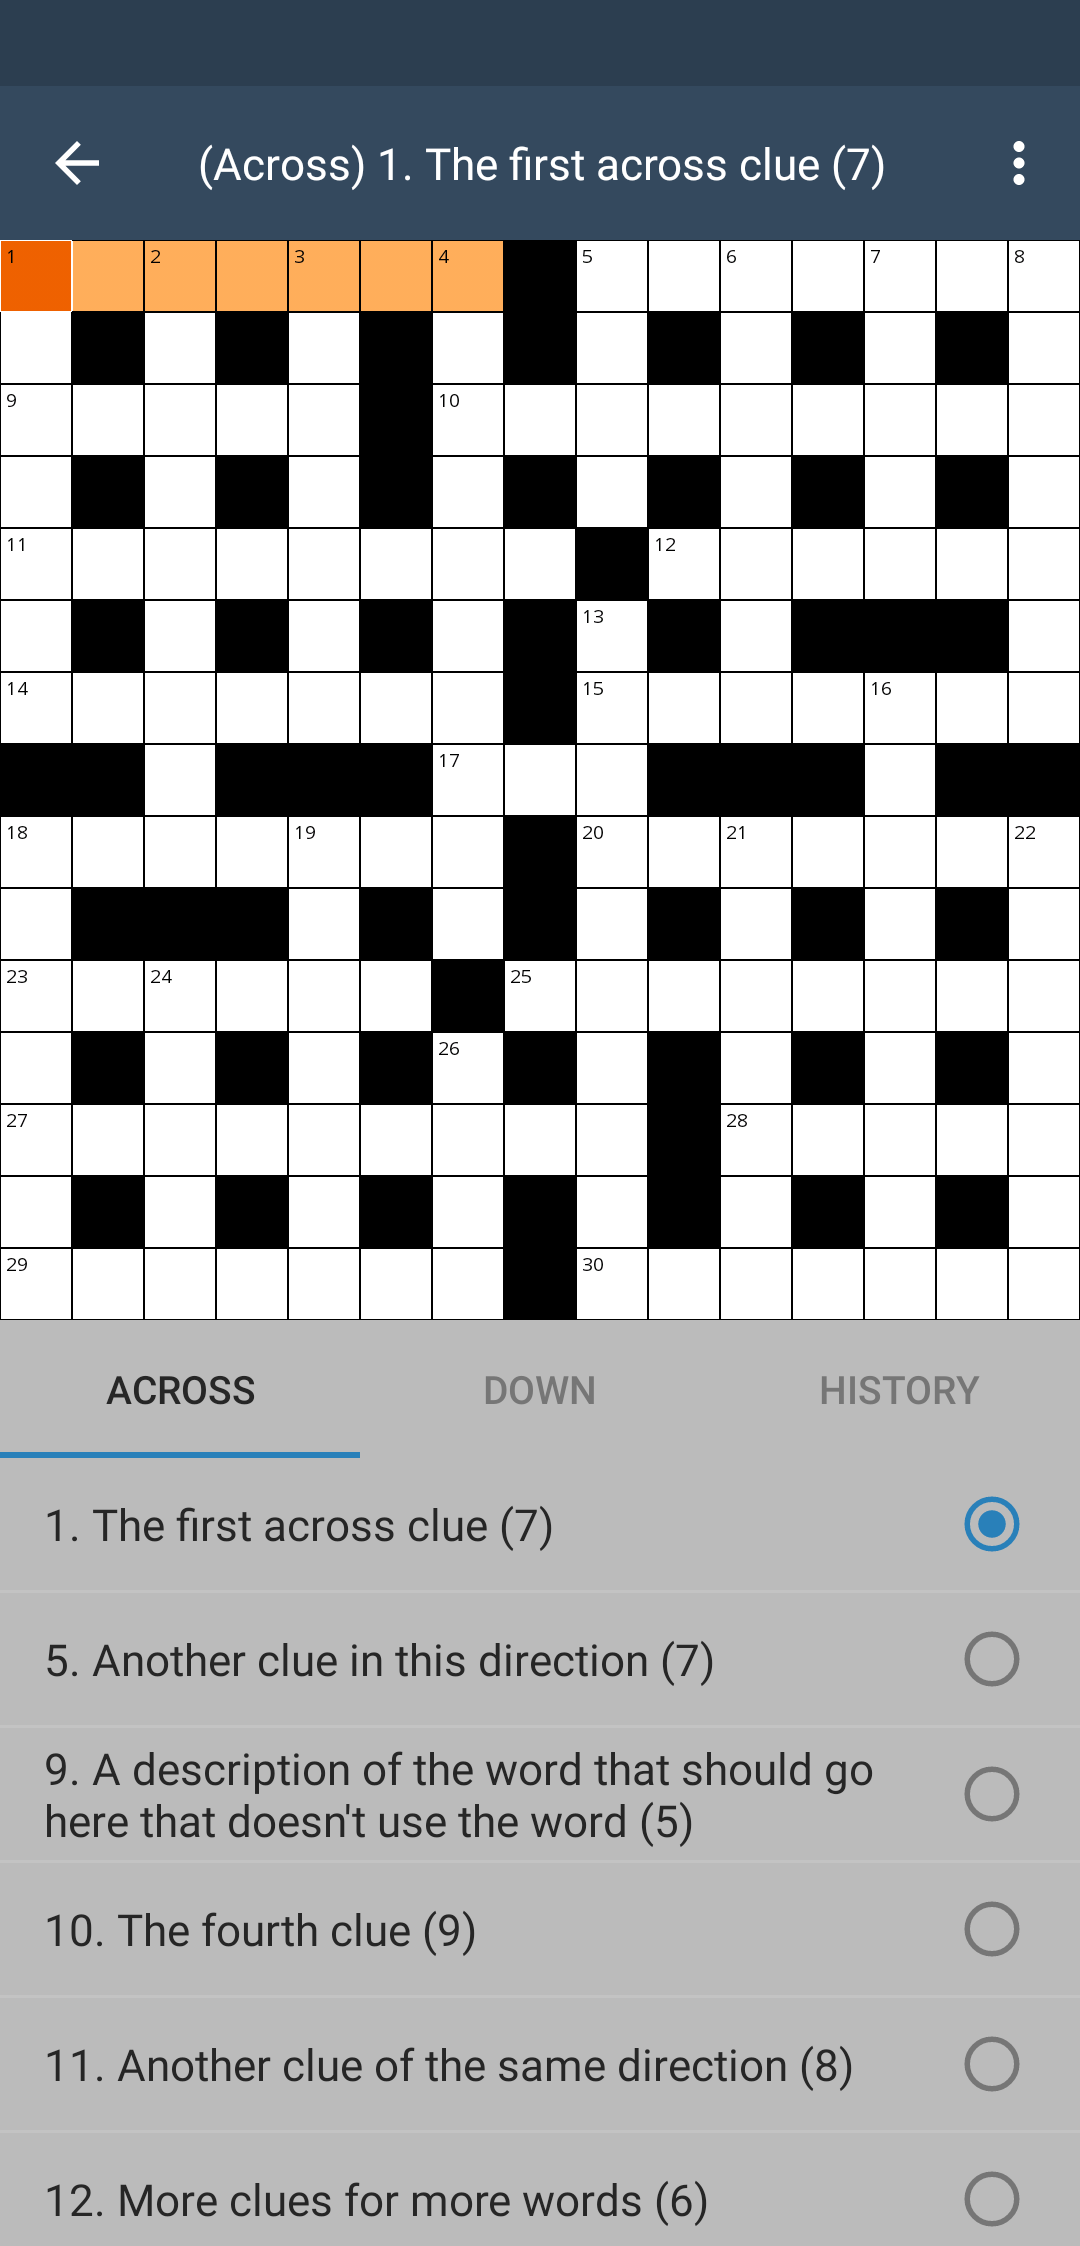 (Across) 1. The first across clue (7)
1 2 3 4 5 6 7 8
9 10
11 12
13
14 15 16
17
18 19 20 21 22
23 24 25
26
27 28
29 30
ACROSS DOWN HISTORY
1. The first across clue (7)
5. Another clue in this direction (7)
9. A description of the word that should go
here that doesn't use the word (5)
10. The fourth clue (9)
11. Another clue of the same direction (8)
12. More clues for more words (6)